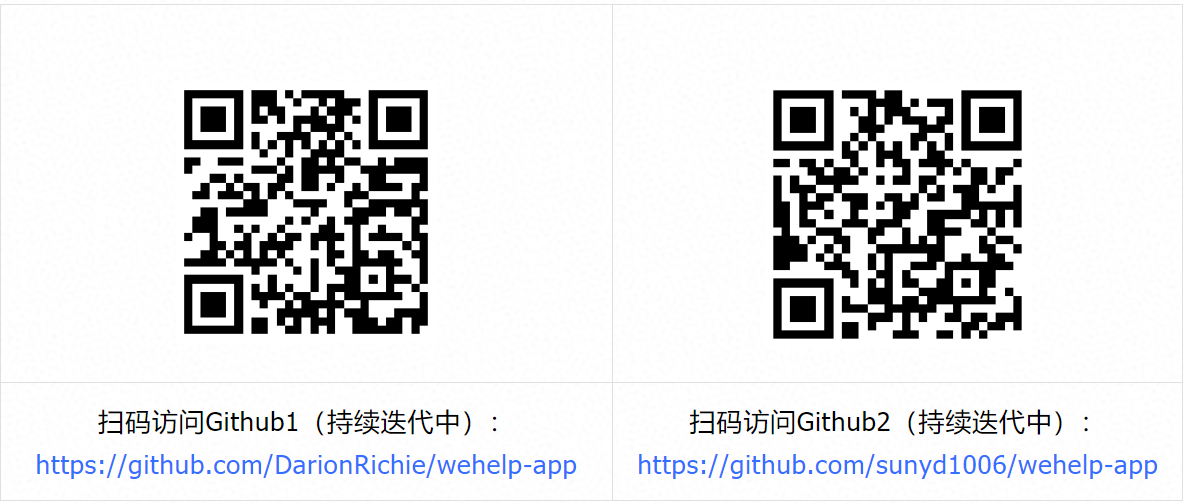 扫码访问Github1（持续迭代中）：
https://github.com/DarionRichie/wehelp-app
扫码访问Github2（持续迭代中）：
https://github.com/sunyd1006/wehelp-app